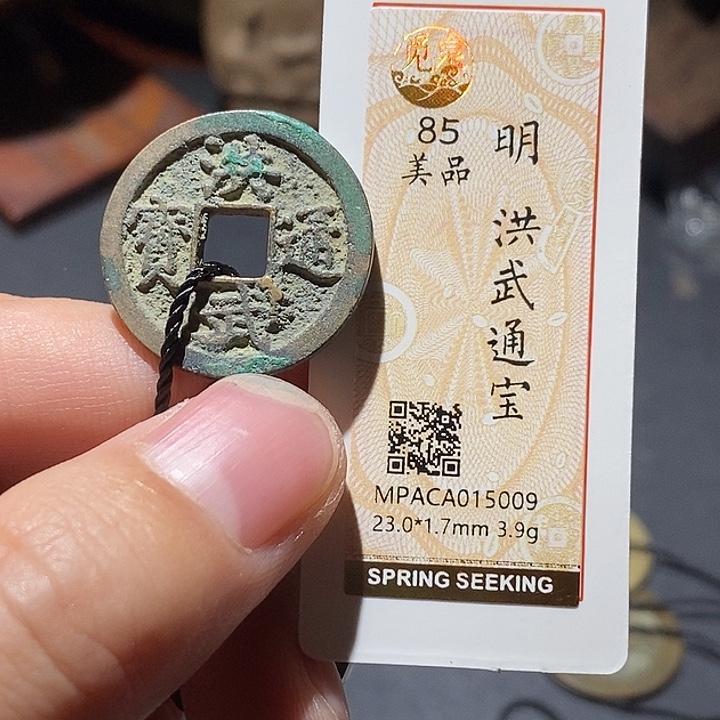 洪武通寶
觅泉
85
美品
明 洪武通宝
MPACA015009
23.0*1.7mm 3.9g
SPRING SEEKING